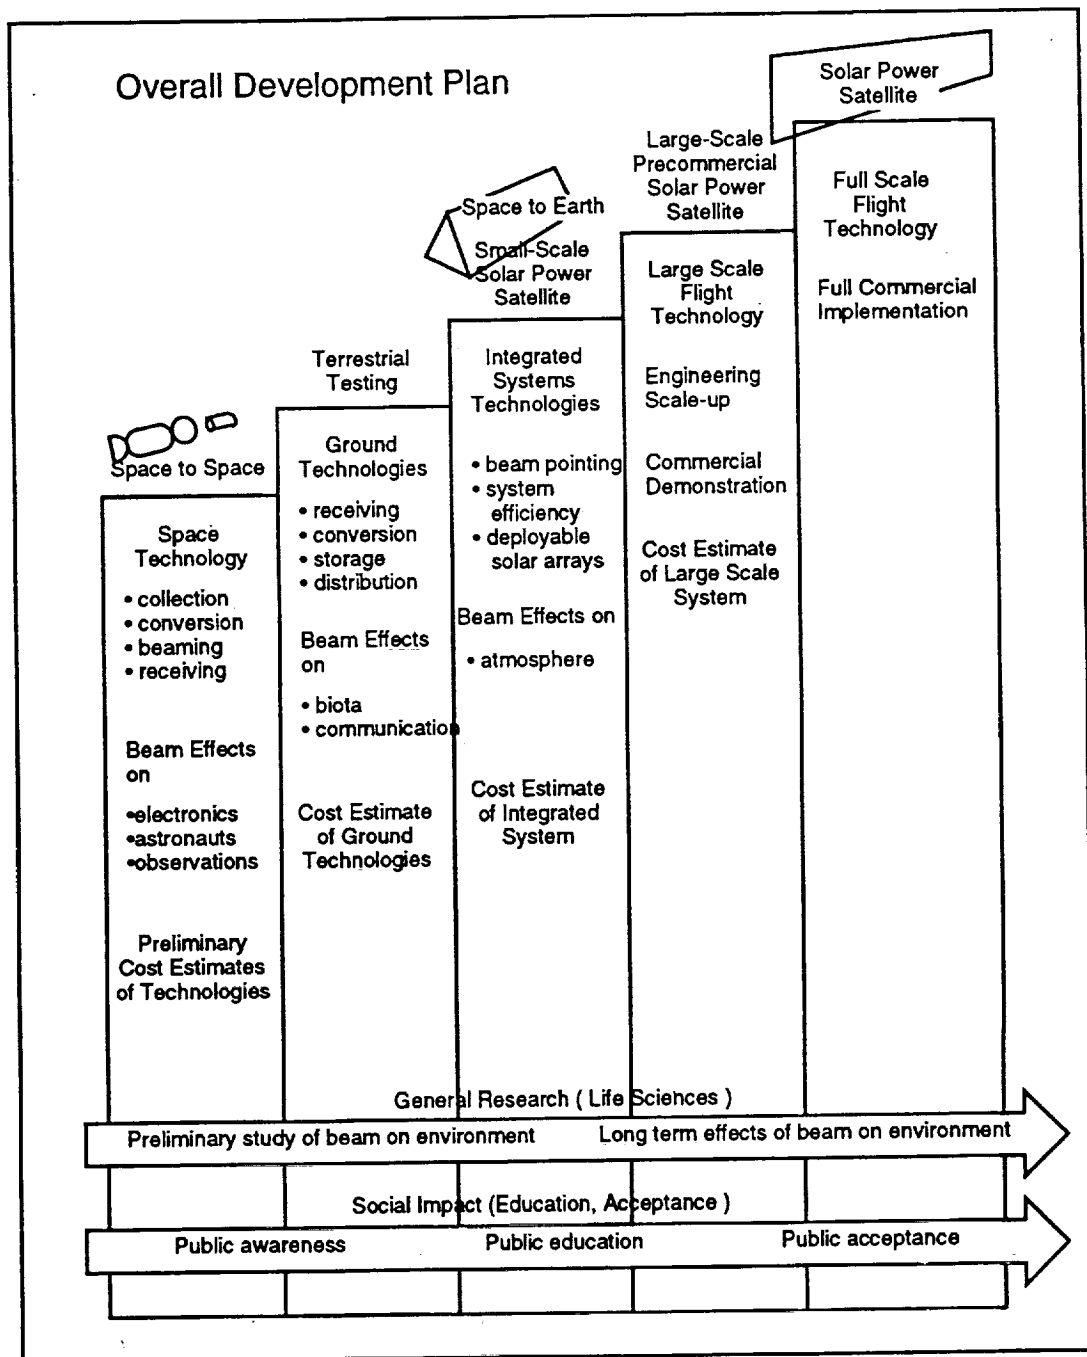 Overall Development Plan
Space to Space
Space
Technology
• collection
• conversion
• beaming
• receiving
Beam Effects
on
•electronics
•astronauts
•observations
Preliminary
Cost Estimates
of Technologies
Terrestrial
Testing
Ground
Technologies
• receiving
• conversion
• storage
• distribution
Beam Effects
on
• biota
• communication
Cost Estimate
of Ground
Technologies
Space to Earth
Small-Scale
Solar Power
Satellite
Integrated
Systems
Technologies
• beam pointing
• system
efficiency
• deployable
solar arrays
Beam Effects on
• atmosphere
Cost Estimate
of Integrated
System
Large-Scale
Precommercial
Solar Power
Satellite
Large Scale
Flight
Technology
Engineering
Scale-up
Commercial
Demonstration
Cost Estimate
of Large Scale
System
Solar Power
Satellite
Full Scale
Flight
Technology
Full Commercial
Implementation
General Research ( Life Sciences )
Preliminary study of beam on environment
Long term effects of beam on environment
Social Impact (Education, Acceptance )
Public awareness
Public education
Public acceptance